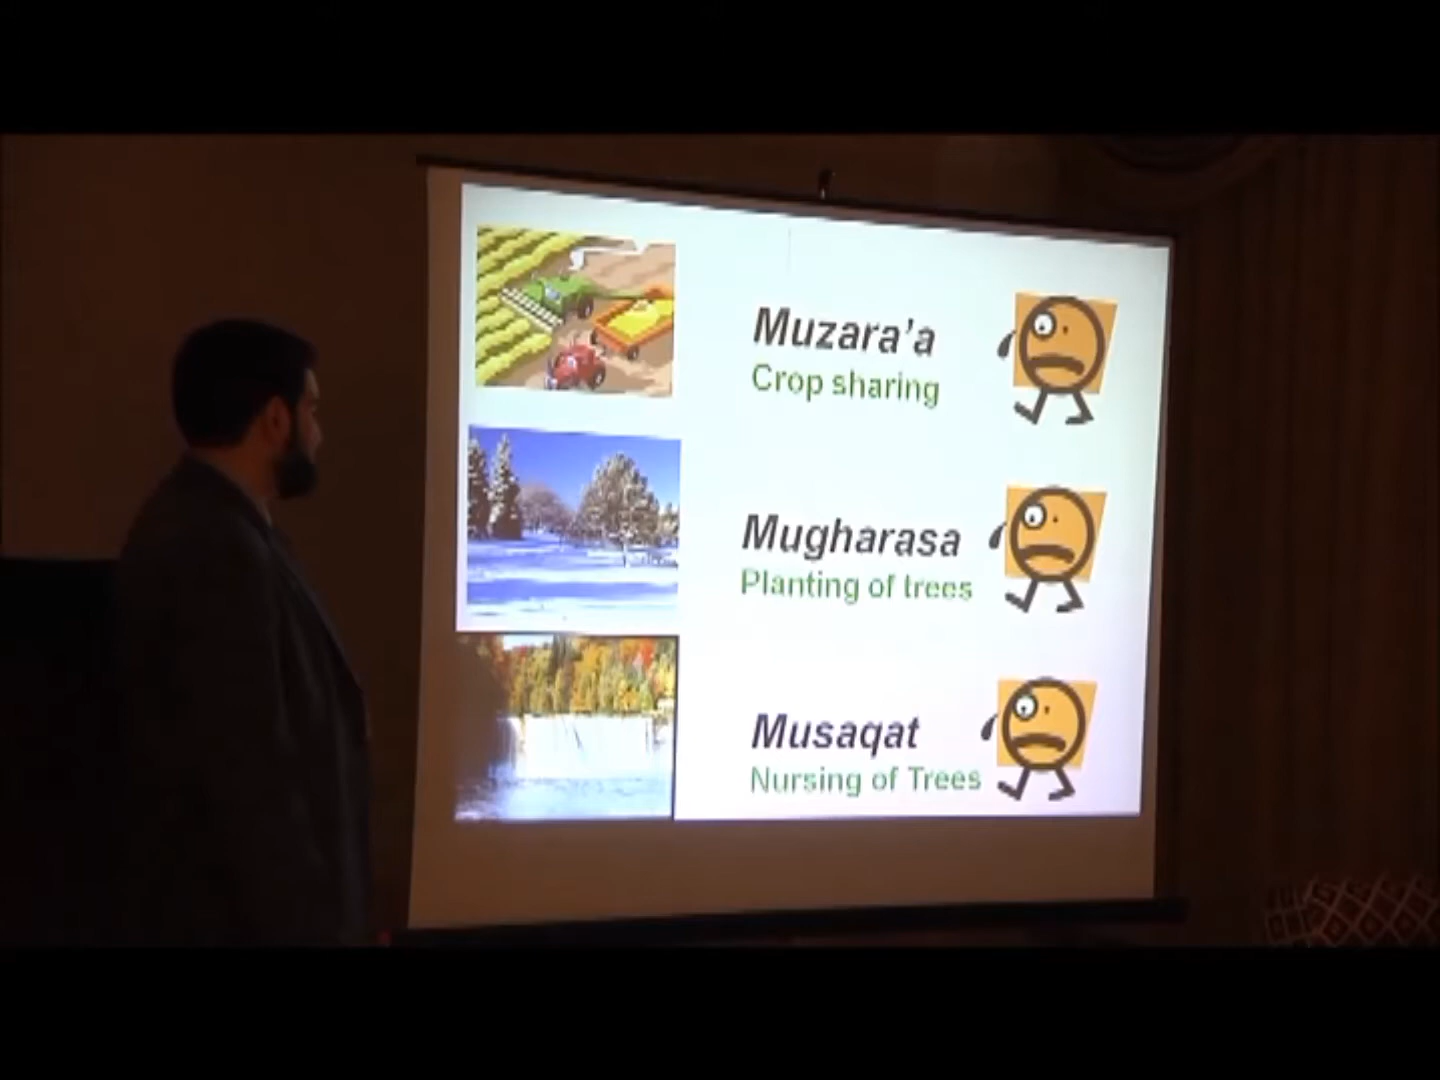 Muzara'a
Crop sharing
Mugharasa
Planting of trees
Musaqat
Nursing of Trees